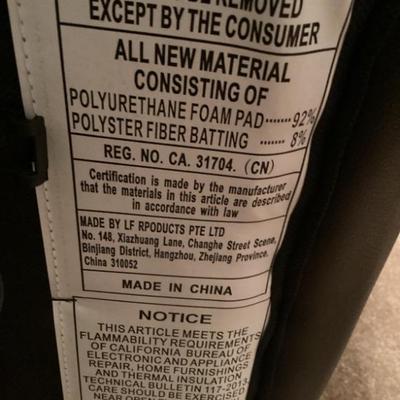 BE REMOVED
EXCEPT BY THE CONSUMER
ALL NEW MATERIAL
CONSISTING OF
POLYURETHANE FOAM PAD.......92%
POLYSTER FIBER BATTING ...... 8%
REG. NO. CA. 31704. (CN)
Certification is made by the manufacturer
that the materials in this article are described
in accordance with law
MADE BY LF RPODUCTS PTE LTD
No. 148, Xiazhuang Lane, Changhe Street Scene,
Binjiang District, Hangzhou, Zhejiang Province,
China 310052
MADE IN CHINA
NOTICE
THIS ARTICLE MEETS THE
FLAMMABILITY REQUIREMENTS
OF CALIFORNIA BUREAU OF
ELECTRONIC AND APPLIANCE
REPAIR, HOME FURNISHINGS
AND THERMAL INSULATION
TECHNICAL BULLETIN 117-2013.
CARE SHOULD BE EXERCISED
NEAR OPEN